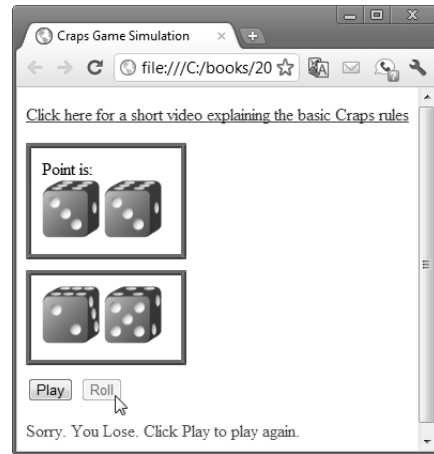 Craps Game Simulation
file:///C:/books/20
Click here for a short video explaining the basic Craps rules
Point is:
Play Roll
Sorry. You Lose. Click Play to play again.